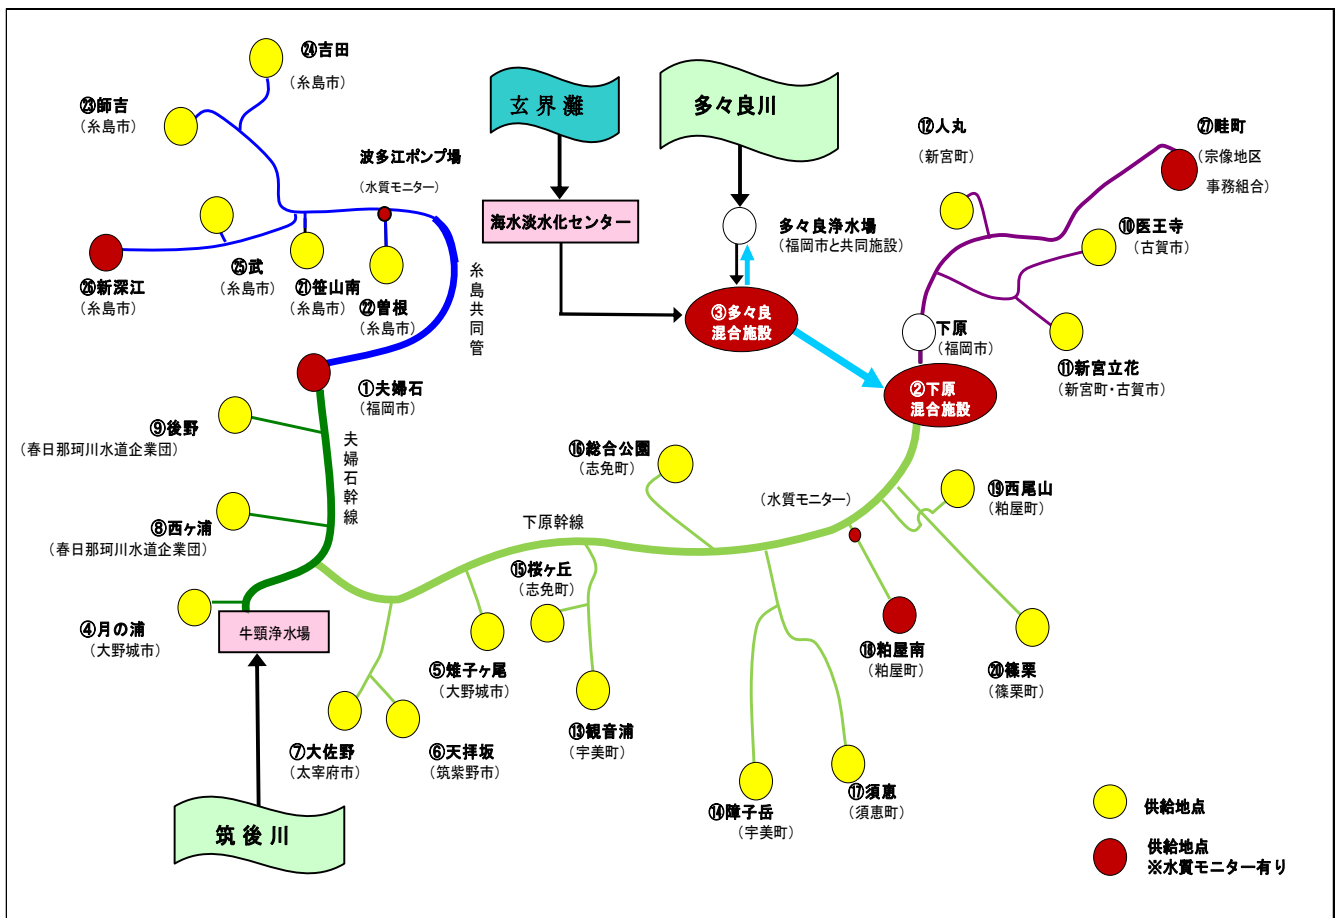 ㉔吉田
(糸島市)
㉓師吉
(糸島市)
波多江ポンプ場
(水質モニター)
㉖新深江
(糸島市)
㉕武
(糸島市)
㉑笹山南
(糸島市)
㉒曽根
(糸島市)
糸島共同管
玄界灘
多々良川
海水淡水化センター
多々良浄水場
(福岡市と共同施設)
③多々良
混合施設
⑫人丸
(新宮町)
㉗畦町
(宗像地区
事務組合)
⑩医王寺
(古賀市)
下原
(福岡市)
⑪新宮立花
(新宮町・古賀市)
②下原
混合施設
①夫婦石
(福岡市)
⑨後野
(春日那珂川水道企業団)
夫婦石幹線
⑧西ヶ浦
(春日那珂川水道企業団)
④月の浦
(大野城市)
牛頸浄水場
筑後川
⑯総合公園
(志免町)
(水質モニター)
⑲西尾山
(粕屋町)
下原幹線
⑮桜ヶ丘
(志免町)
⑤雉子ヶ尾
(大野城市)
⑱粕屋南
(粕屋町)
⑳篠栗
(篠栗町)
⑦大佐野
(太宰府市)
⑥天拝坂
(筑紫野市)
⑬観音浦
(宇美町)
⑭障子岳
(宇美町)
⑰須恵
(須恵町)
供給地点
供給地点
※水質モニター有り